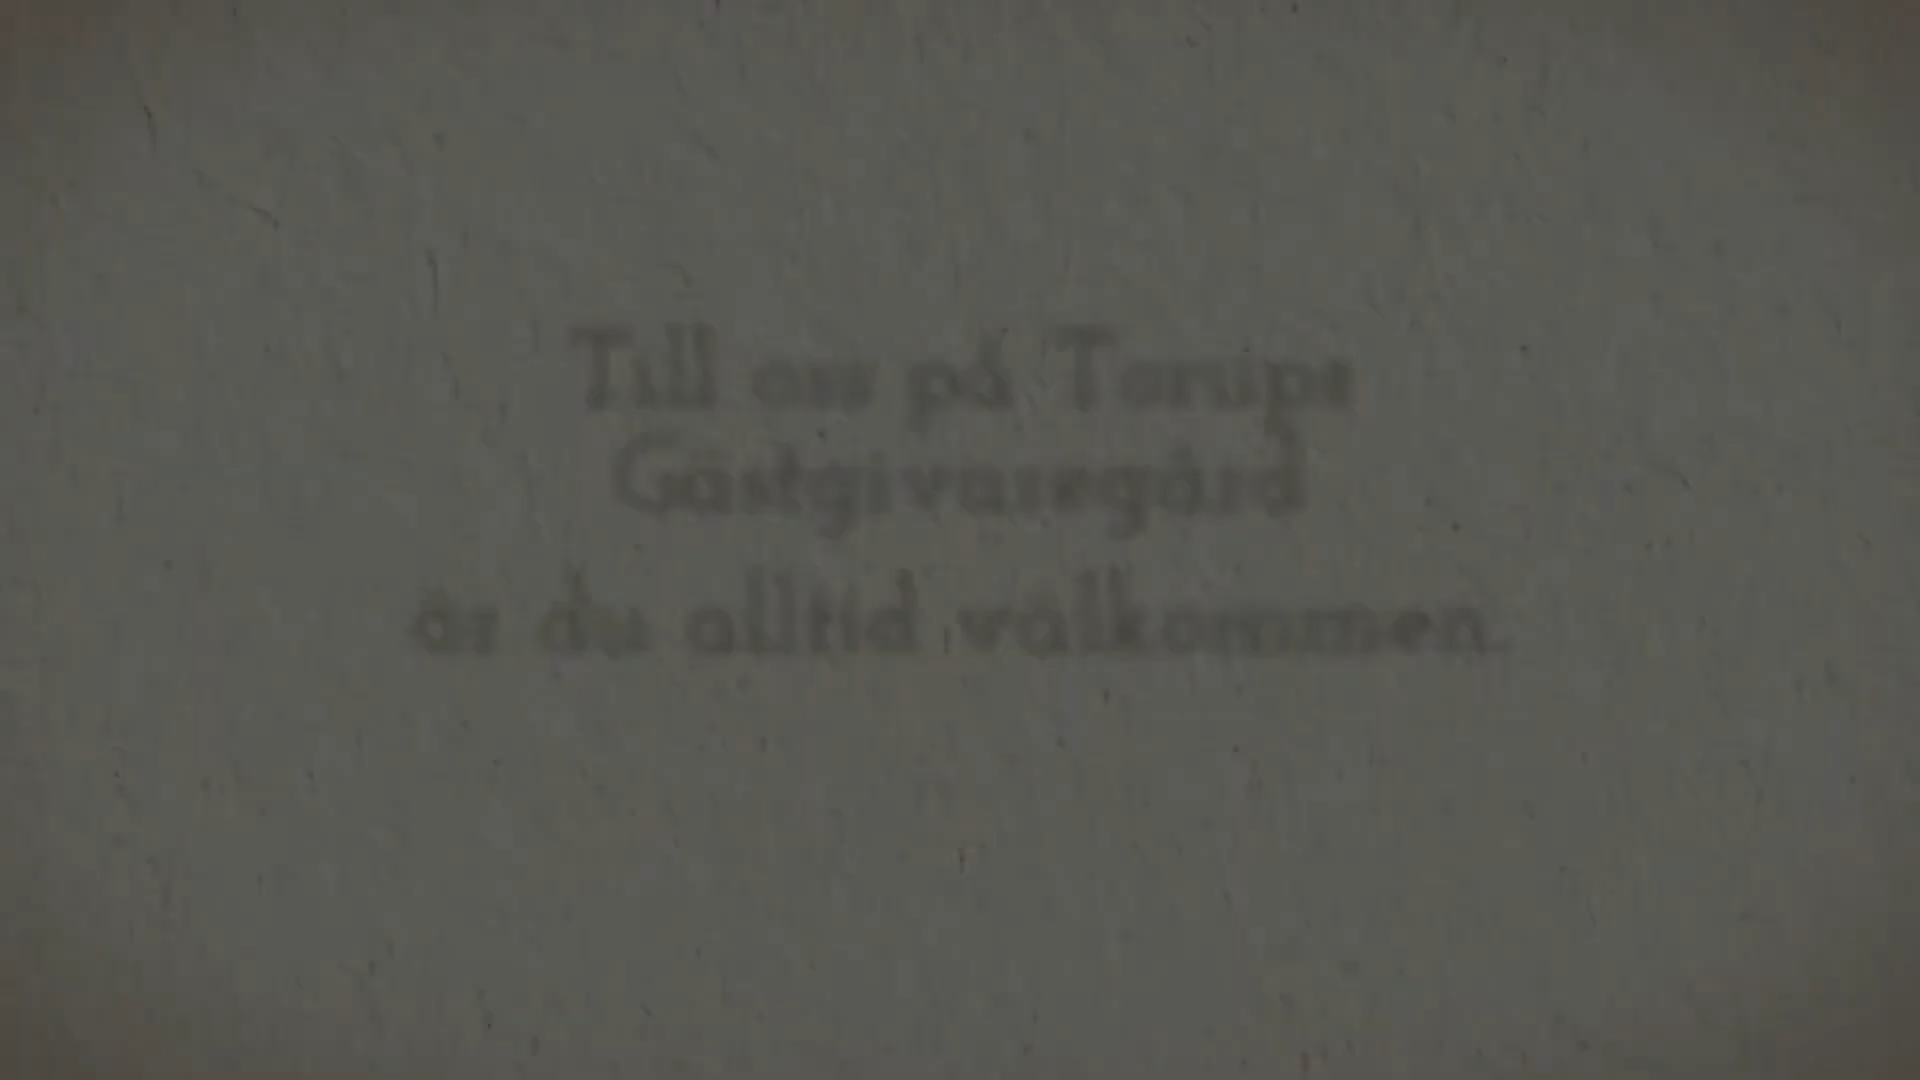 Till oss på Torups
Gästgivaregård
är du alltid välkommen.